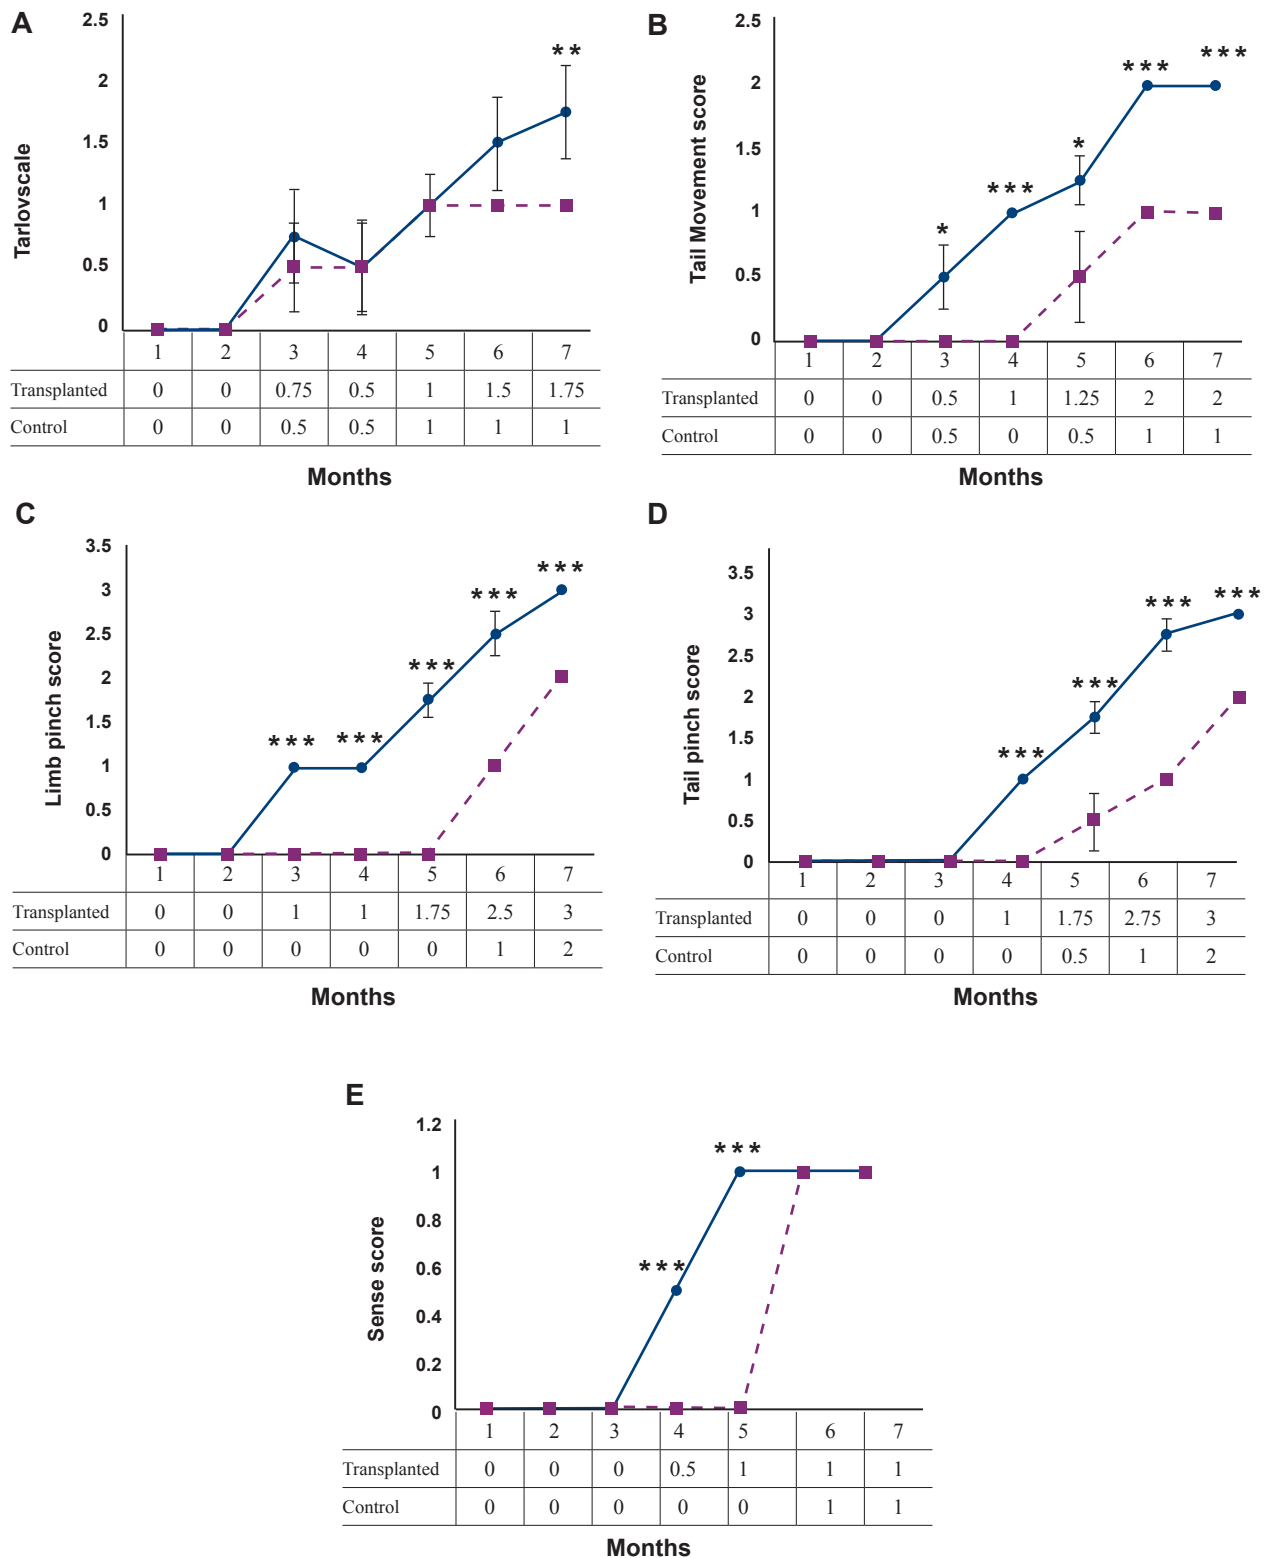 A
2.5
2
1.5
1
0.5
0
Tarlovscale
**
1 2 3 4 5 6 7
Transplanted 0 0 0.75 0.5 1 1.5 1.75
Control 0 0 0.5 0.5 1 1 1
Months
B
2.5
2
1.5
1
0.5
0
Tail Movement score
* *** * *** ***
1 2 3 4 5 6 7
Transplanted 0 0 0.5 1 1.25 2 2
Control 0 0 0.5 0 0.5 1 1
Months
C
3.5
3
2.5
2
1.5
1
0.5
0
Limb pinch score
*** *** *** *** ***
1 2 3 4 5 6 7
Transplanted 0 0 1 1 1.75 2.5 3
Control 0 0 0 0 0 1 2
Months
D
3.5
3
2.5
2
1.5
1
0.5
0
Tail pinch score
*** *** *** ***
1 2 3 4 5 6 7
Transplanted 0 0 0 1 1.75 2.75 3
Control 0 0 0 0 0.5 1 2
Months
E
1.2
1
0.8
0.6
0.4
0.2
0
Sense score
*** ***
1 2 3 4 5 6 7
Transplanted 0 0 0 0.5 1 1 1
Control 0 0 0 0 0 1 1
Months